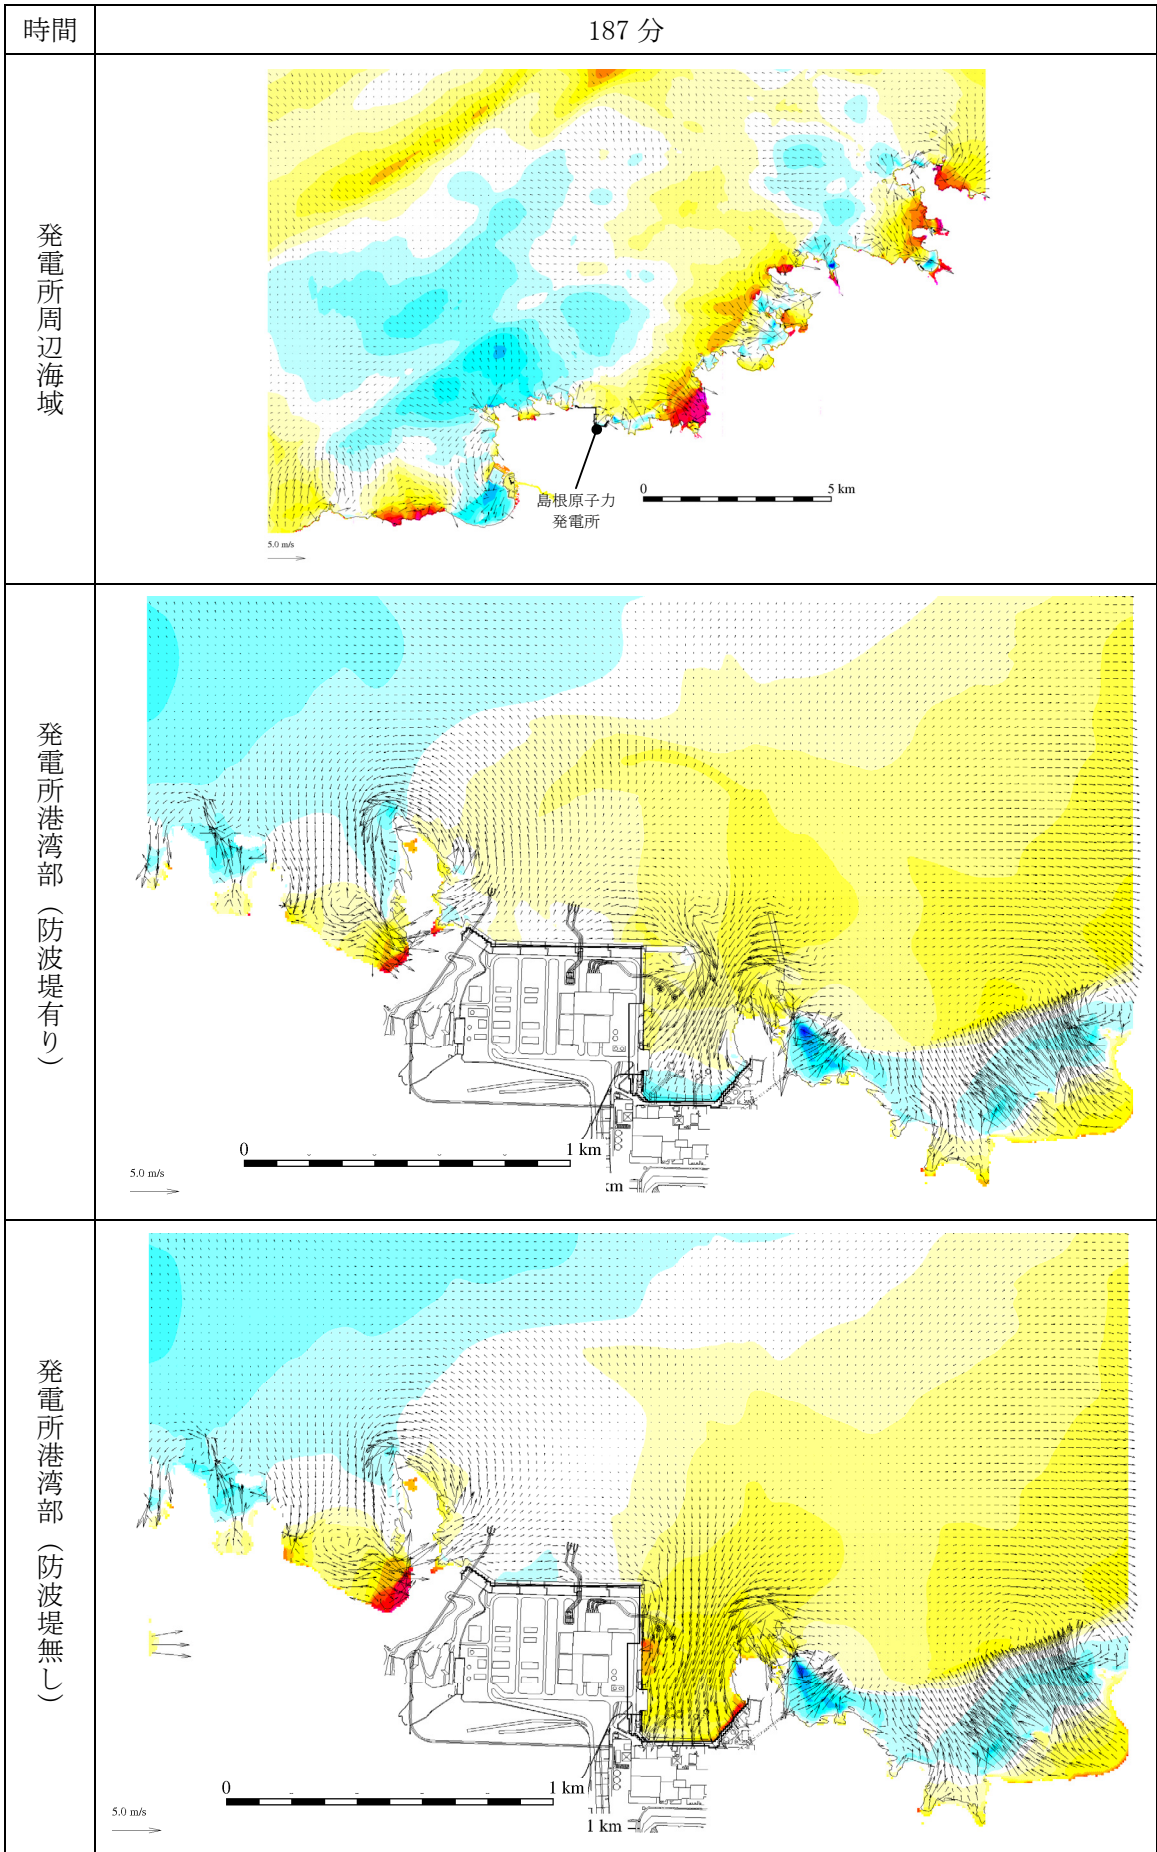 時間
187 分
発電所周辺海域
島根原子力
発電所
0
5 km
5.0 m/s
発電所港湾部（防波堤有り）
0
1 km
km
5.0 m/s
発電所港湾部（防波堤無し）
0
1 km
1 km
5.0 m/s